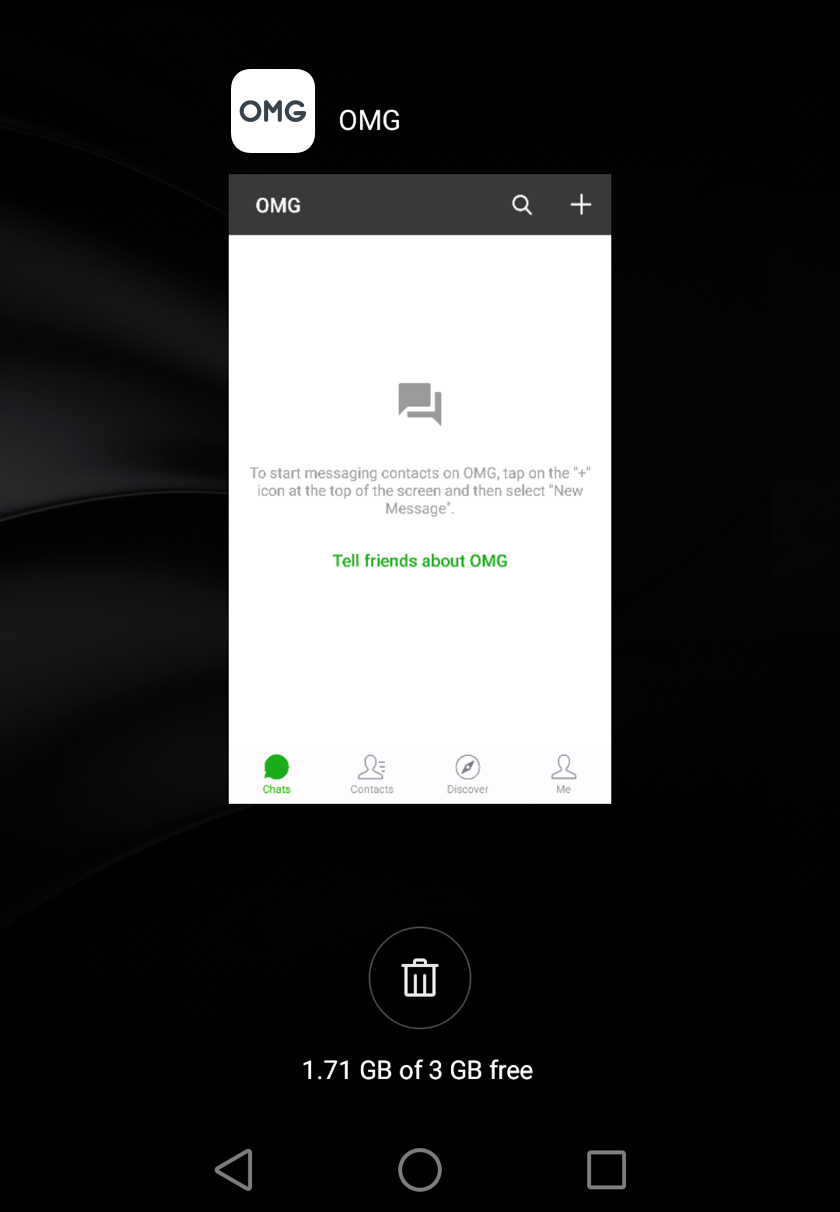 OMG
OMG
OMG
To start messaging contacts on OMG, tap on the "+"
icon at the top of the screen and then select "New
Message".
Tell friends about OMG
Chats
Contacts
Discover
Me
1.71 GB of 3 GB free